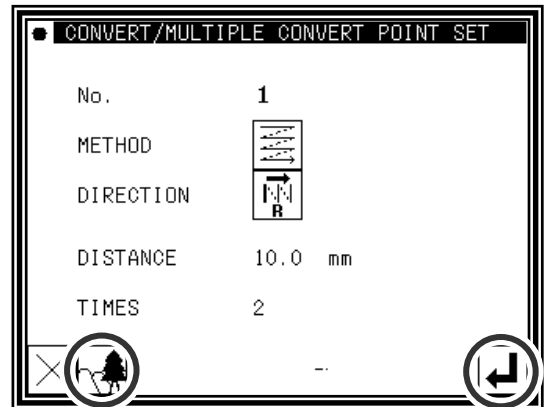 CONVERT/MULTIPLE CONVERT POINT SET
No. 1
METHOD
DIRECTION R
DISTANCE 10.0 mm
TIMES 2